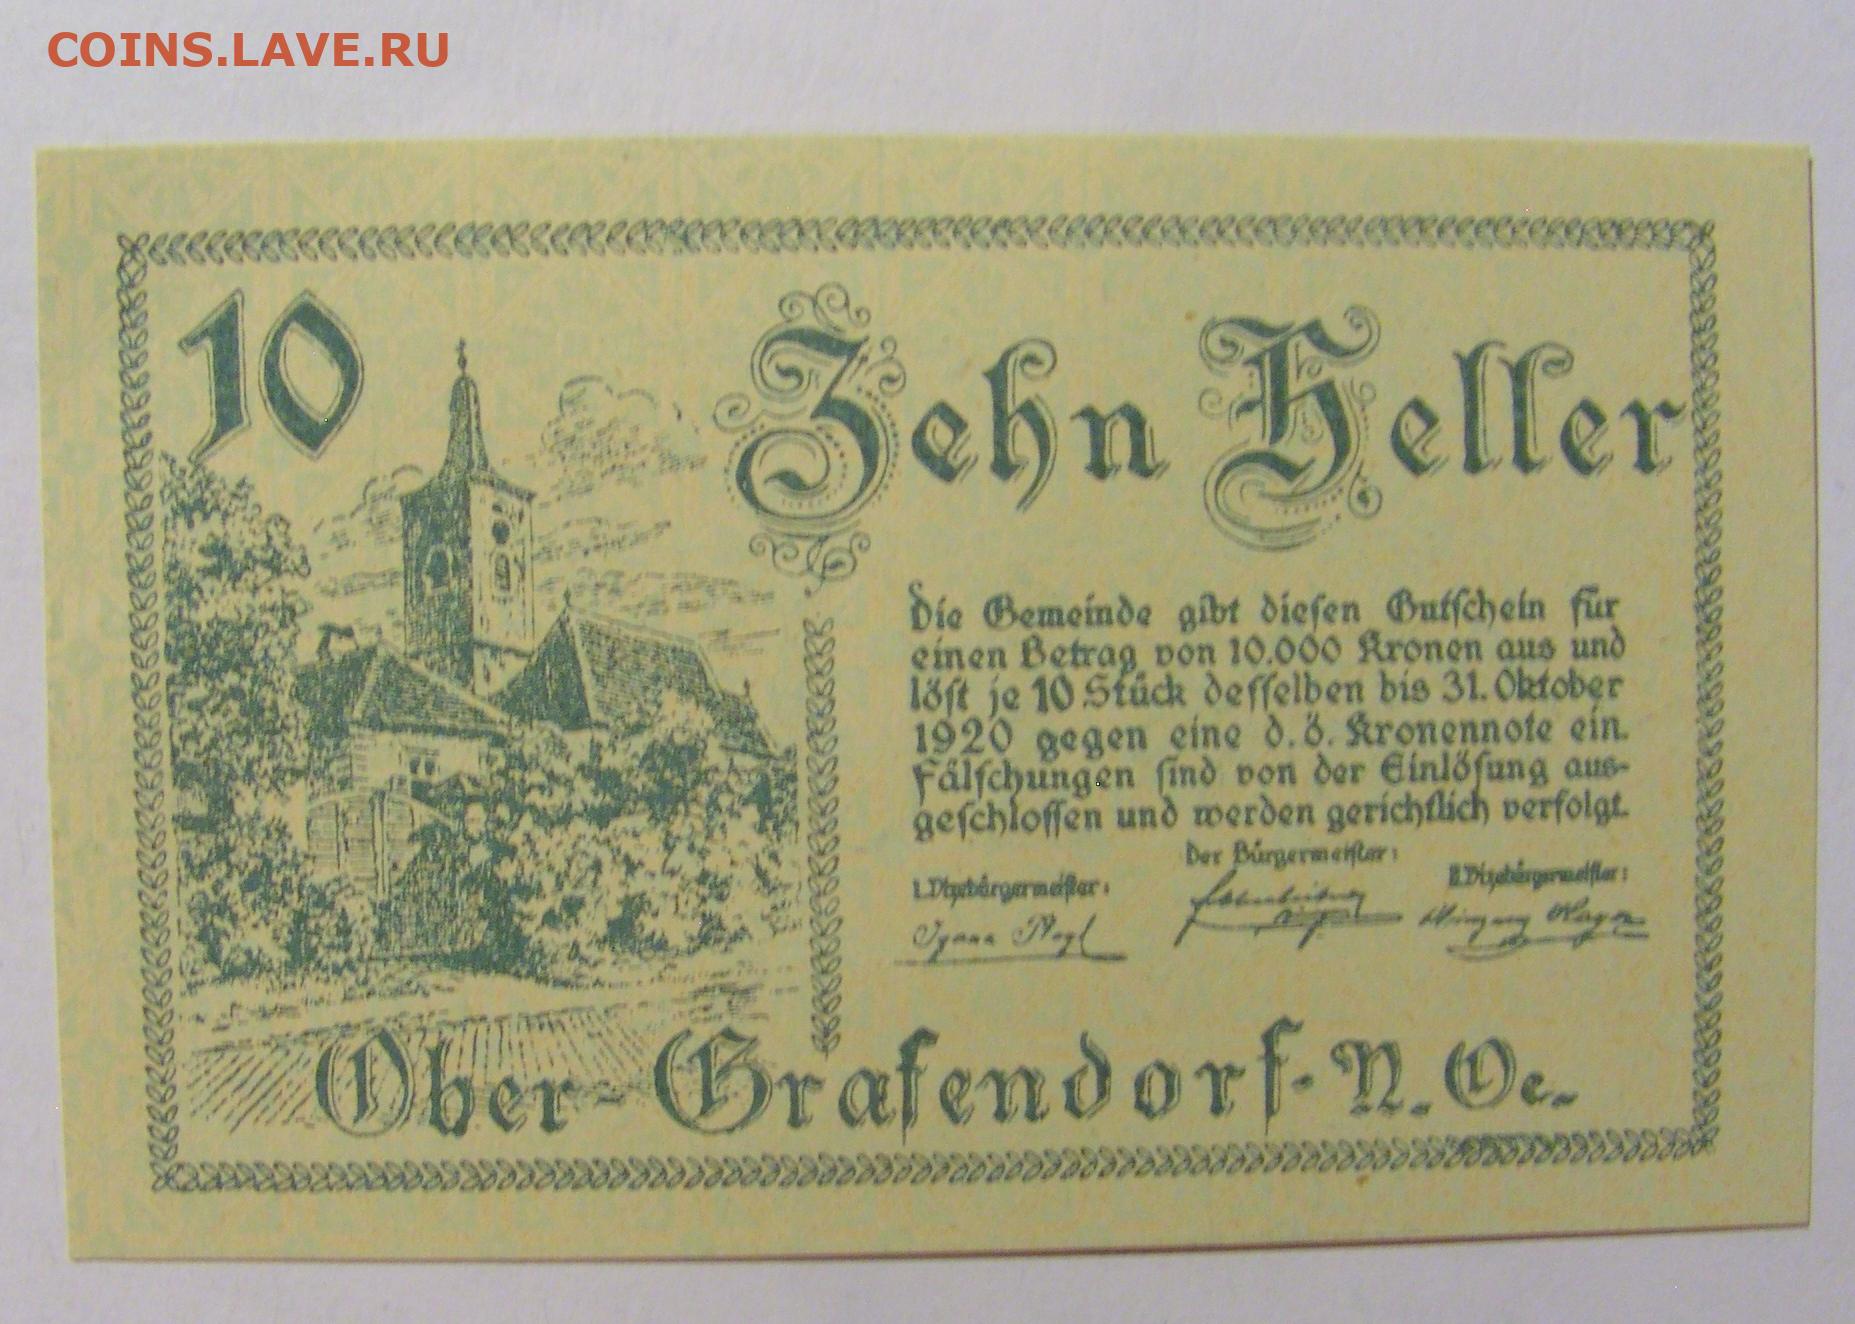 COINS.LAVE.RU
10
Zehn Heller
Die Gemeinde gibt diesen Gutschein für
einen Betrag von 10.000 Kronen aus und
löst je 10 Stück desselben bis 31. Oktober
1920 gegen eine d. ö. Kronennote ein.
Fälschungen sind von der Einlösung aus-
geschlossen und werden gerichtlich verfolgt.
Der Bürgermeister:
I. Vizebürgermeister:
II. Vizebürgermeister:
Ober-Grafendorf-N.Oe.